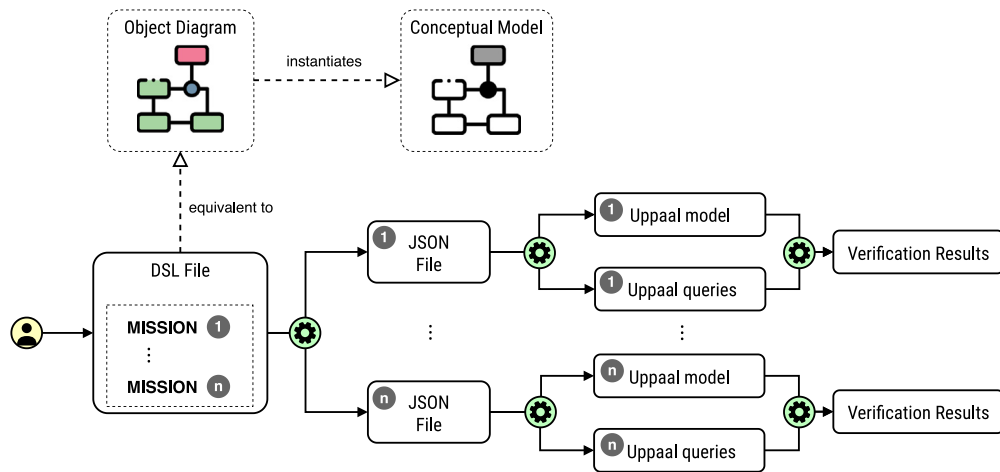 Object Diagram
Conceptual Model
instantiates
equivalent to
DSL File
MISSION 1
⋮
MISSION n
1 JSON
File
⋮
n JSON
File
1 Uppaal model
1 Uppaal queries
⋮
n Uppaal model
n Uppaal queries
Verification Results
Verification Results